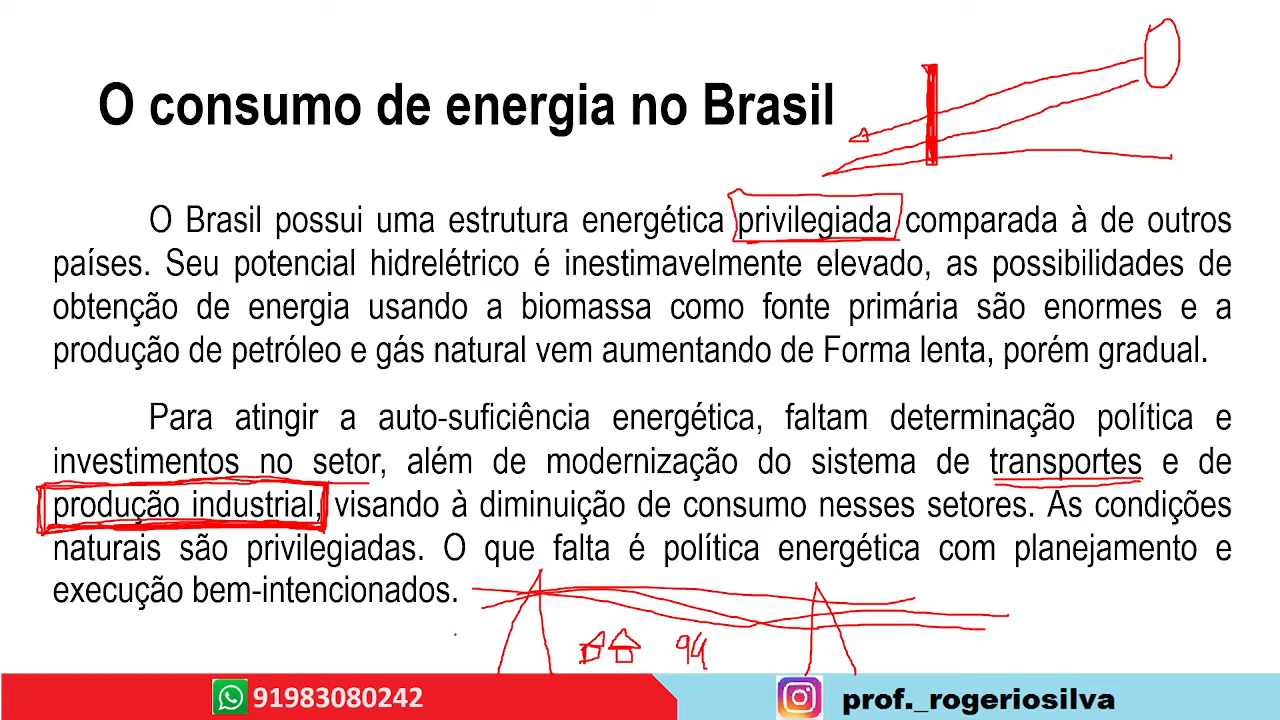 O consumo de energia no Brasil
O Brasil possui uma estrutura energética privilegiada comparada à de outros
países. Seu potencial hidrelétrico é inestimavelmente elevado, as possibilidades de
obtenção de energia usando a biomassa como fonte primária são enormes e a
produção de petróleo e gás natural vem aumentando de Forma lenta, porém gradual.
Para atingir a auto-suficiência energética, faltam determinação política e
investimentos no setor, além de modernização do sistema de transportes e de
produção industrial, visando à diminuição de consumo nesses setores. As condições
naturais são privilegiadas. O que falta é política energética com planejamento e
execução bem-intencionados.
94
91983080242
prof._rogeriosilva